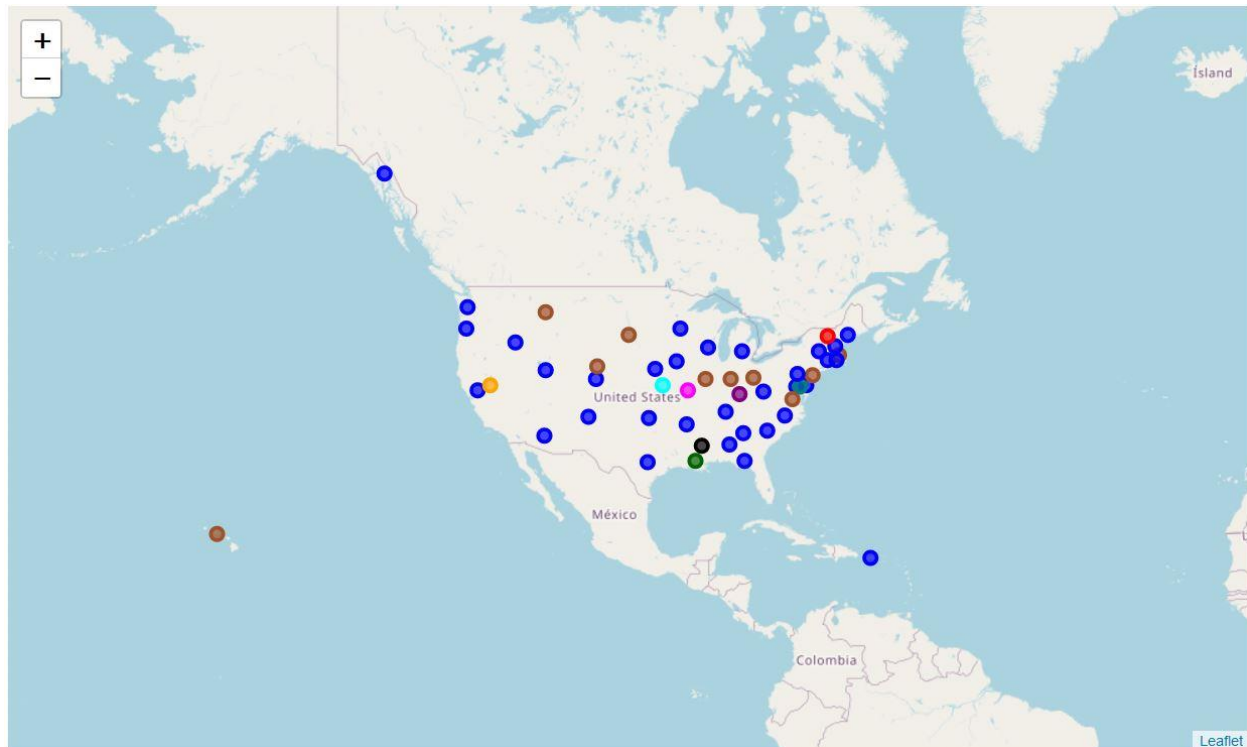 +
−
Ísland
United States
México
Colombia
Leaflet